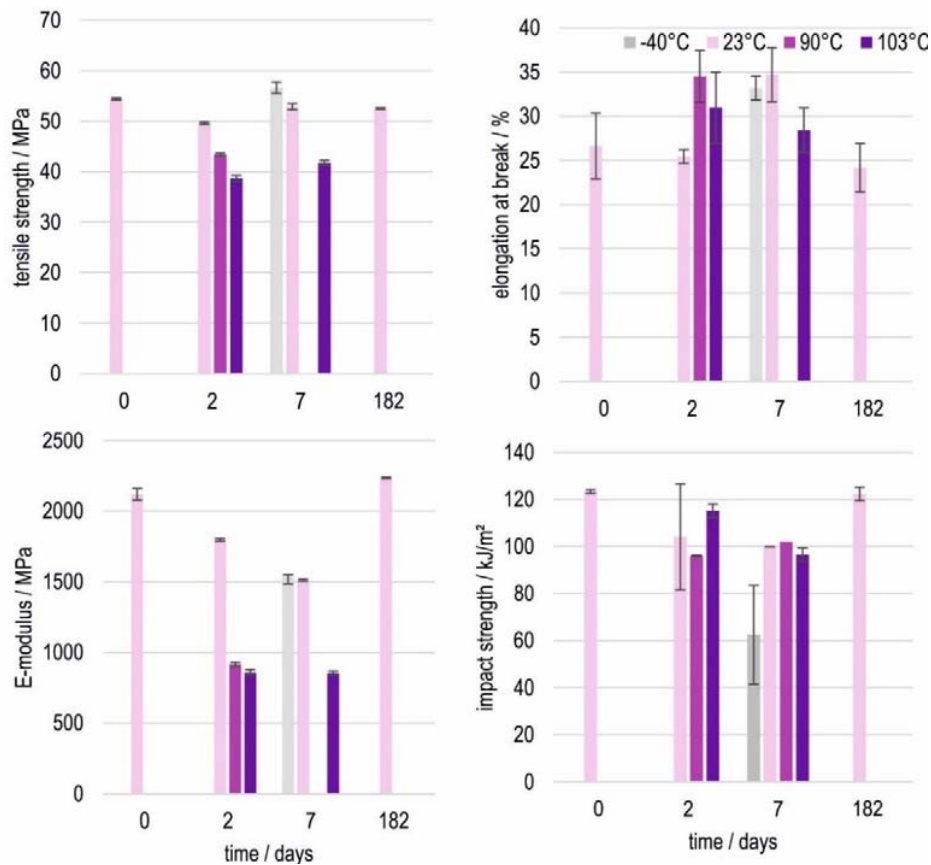 tensile strength / MPa
70
60
50
40
30
20
10
0
0 2 7 182
elongation at break / %
-40°C 23°C 90°C 103°C
40
35
30
25
20
15
10
5
0
0 2 7 182
E-modulus / MPa
2500
2000
1500
1000
500
0
0 2 7 182
time / days
impact strength / kJ/m²
140
120
100
80
60
40
20
0
0 2 7 182
time / days